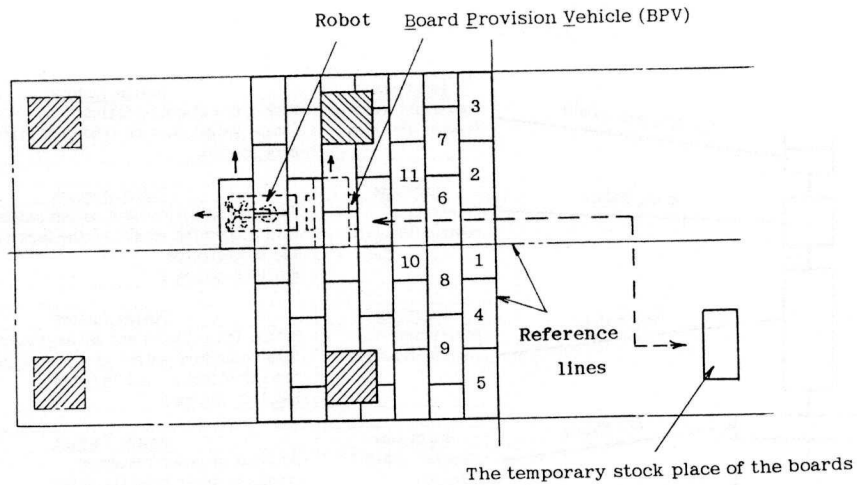 Robot Board Provision Vehicle (BPV)
3
7
11 2
6
10 1
8
4
Reference
9 lines
5
The temporary stock place of the boards